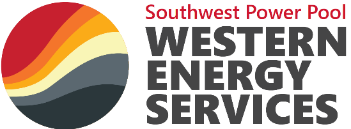 Southwest Power Pool
WESTERN
ENERGY
SERVICES